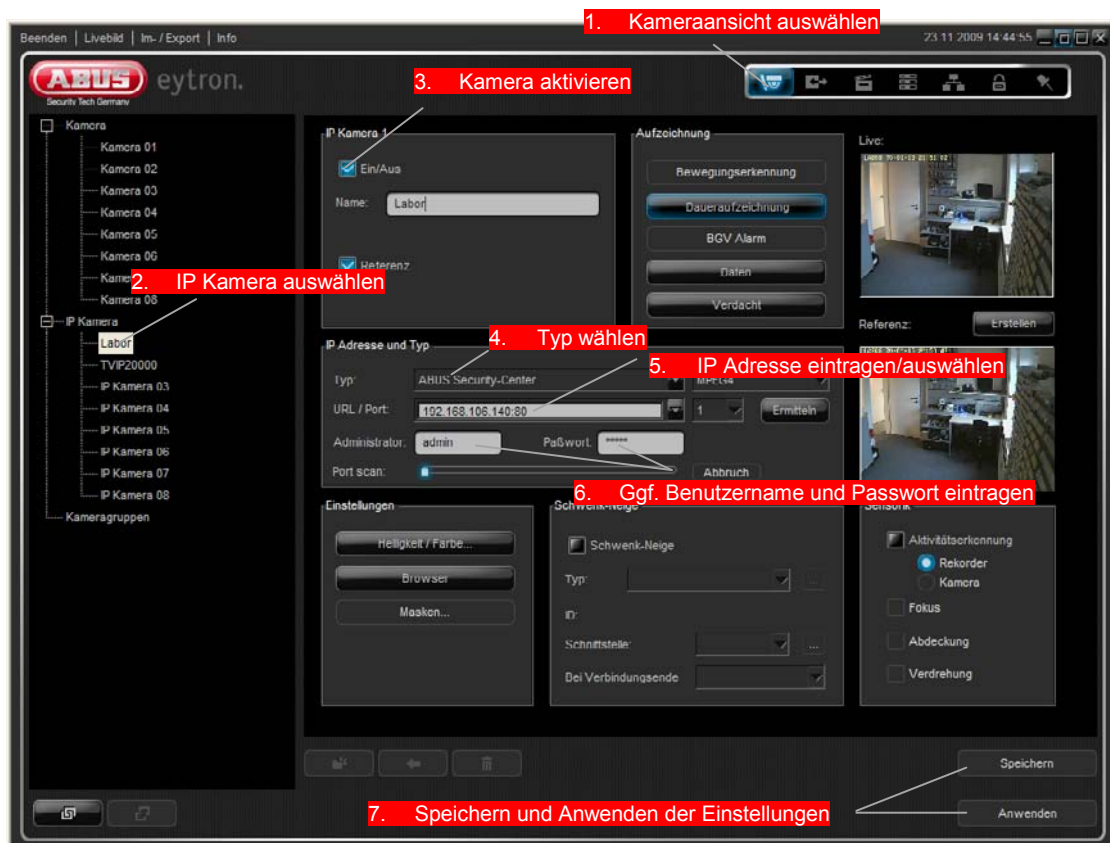 1. Kameraansicht auswählen
Beenden | Livebild | Im- / Export | Info
23 11 2009 14:44:55
ABUS
Security Tech Germany
eytron.
3. Kamera aktivieren
Kamera
Kamera 01
Kamera 02
Kamera 03
Kamera 04
Kamera 05
Kamera 06
Kamera 08
2. IP Kamera auswählen
IP Kamera
Labor
TVIP20000
IP Kamera 03
IP Kamera 04
IP Kamera 05
IP Kamera 06
IP Kamera 07
IP Kamera 08
Kameragruppen
IP Kamera 1
Ein/Aus
Name: Labor
Referenz
Aufzeichnung
Bewegungserkennung
Daueraufzeichnung
BGV Alarm
Daten
Verdacht
Live:
Referenz: Erstellen
4. Typ wählen
5. IP Adresse eintragen/auswählen
IP Adresse und Typ
Typ: ABUS Security-Center MPEG4
URL / Port: 192.168.106.140:80 1 Ermitteln
Administrator: admin Paßwort: *****
Port scan: Abbruch
6. Ggf. Benutzername und Passwort eintragen
Einstellungen
Helligkeit / Farbe...
Browser
Masken...
Schwenk-Neige
Schwenk-Neige
Typ:
ID:
Schnittstelle: ...
Bei Verbindungsende
Sensorik
Aktivitätserkennung
Rekorder
Kamera
Fokus
Abdeckung
Verdrehung
Speichern
7. Speichern und Anwenden der Einstellungen
Anwenden